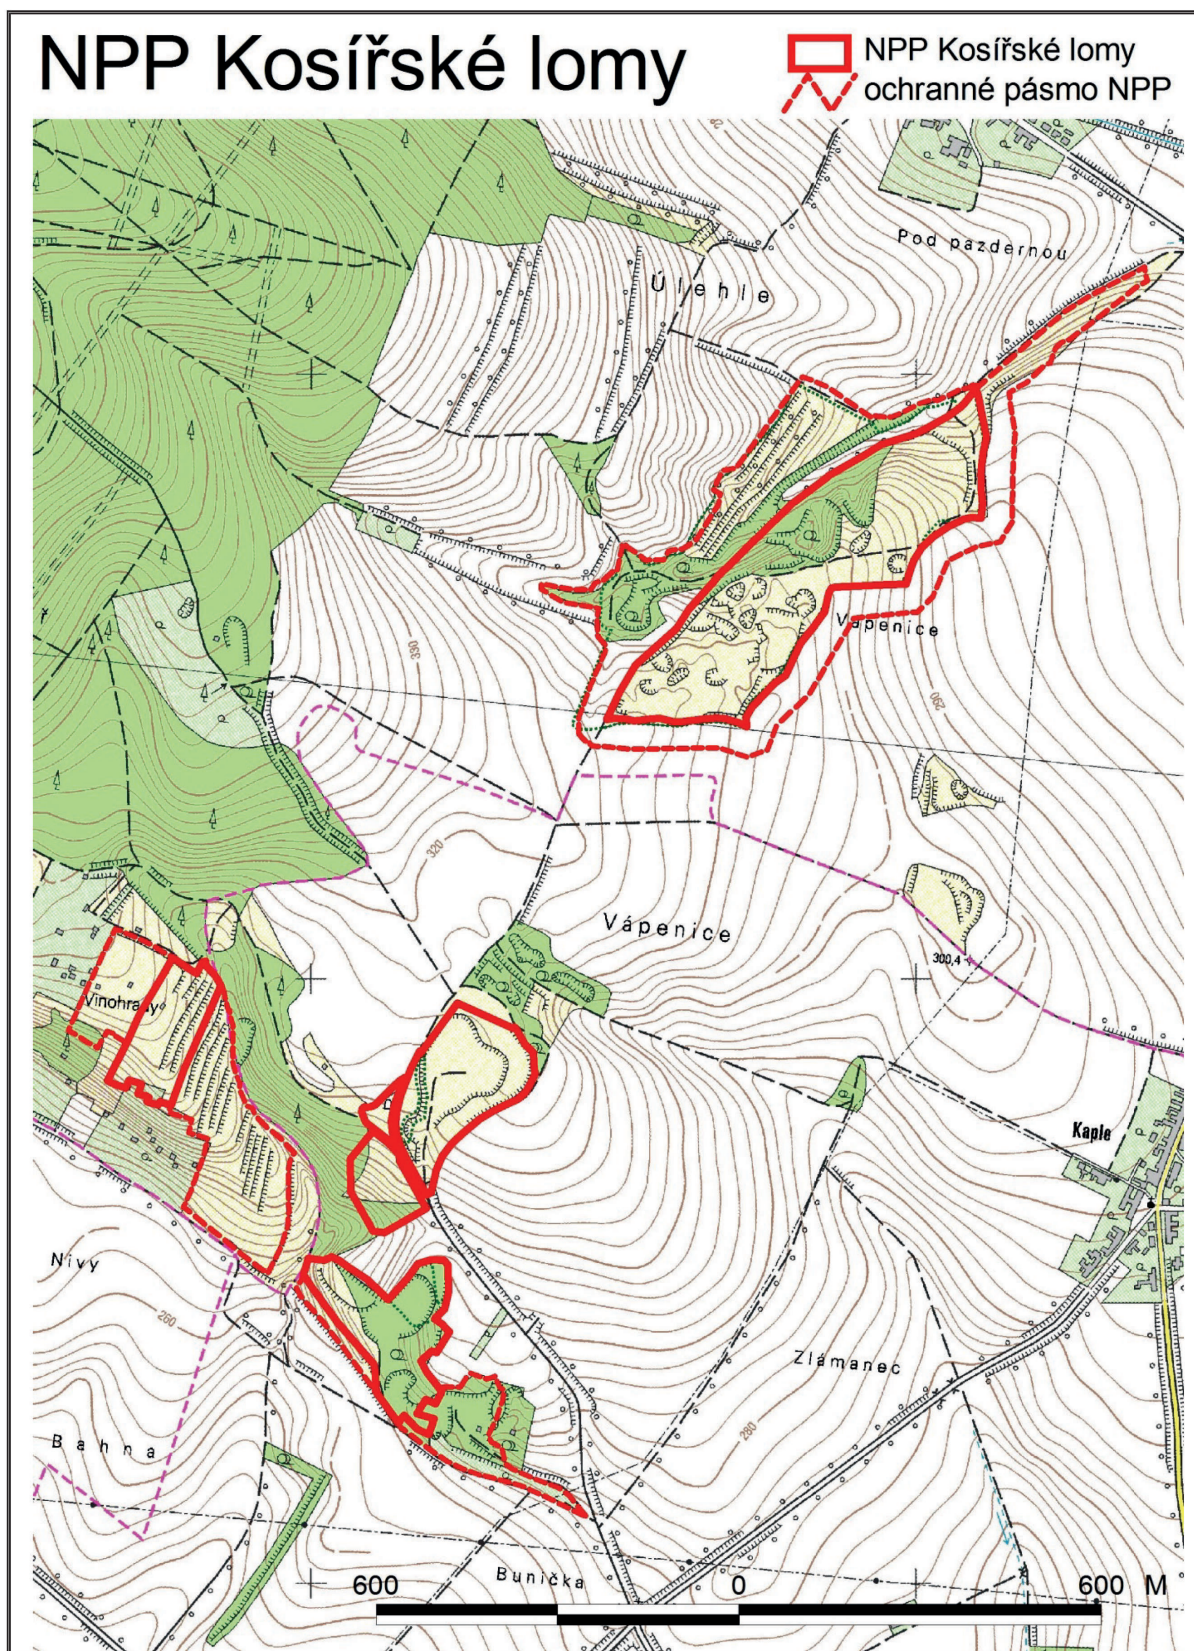 NPP Kosířské lomy
NPP Kosířské lomy
ochranné pásmo NPP
Pod pazdernou
Úlehle
Vápenice
330
290
320
Vápenice
300,4
Vinohrady
Kaple
Nivy
260
Zlámanec
280
Bahna
Bunička
600 0 600 M